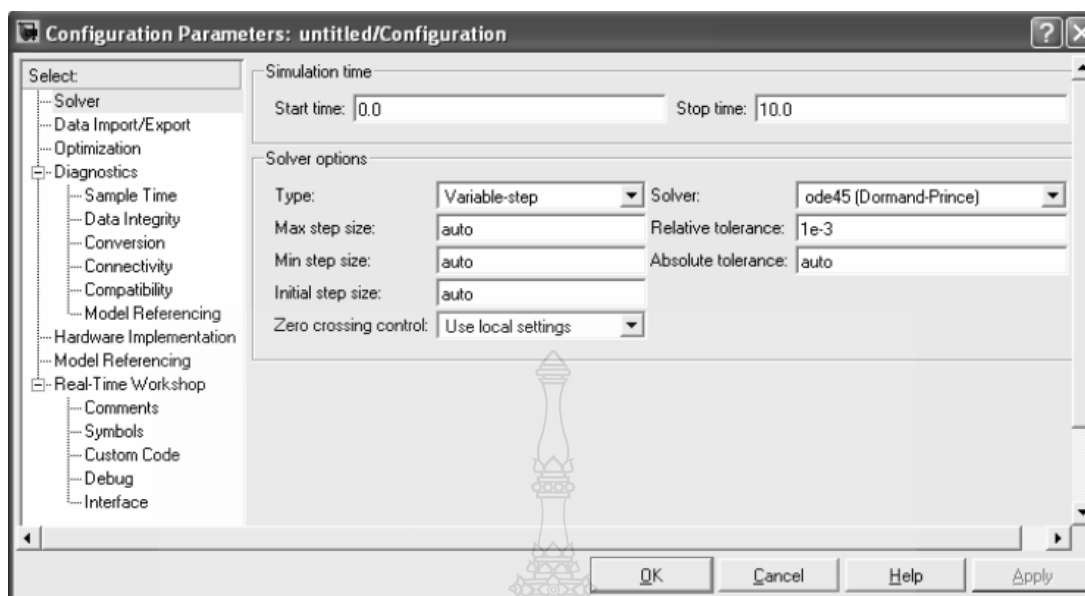 Configuration Parameters: untitled/Configuration
Select:
Solver
Data Import/Export
Optimization
Diagnostics
Sample Time
Data Integrity
Conversion
Connectivity
Compatibility
Model Referencing
Hardware Implementation
Model Referencing
Real-Time Workshop
Comments
Symbols
Custom Code
Debug
Interface
Simulation time
Start time: 0.0 Stop time: 10.0
Solver options
Type: Variable-step Solver: ode45 (Dormand-Prince)
Max step size: auto Relative tolerance: 1e-3
Min step size: auto Absolute tolerance: auto
Initial step size: auto
Zero crossing control: Use local settings
OK Cancel Help Apply